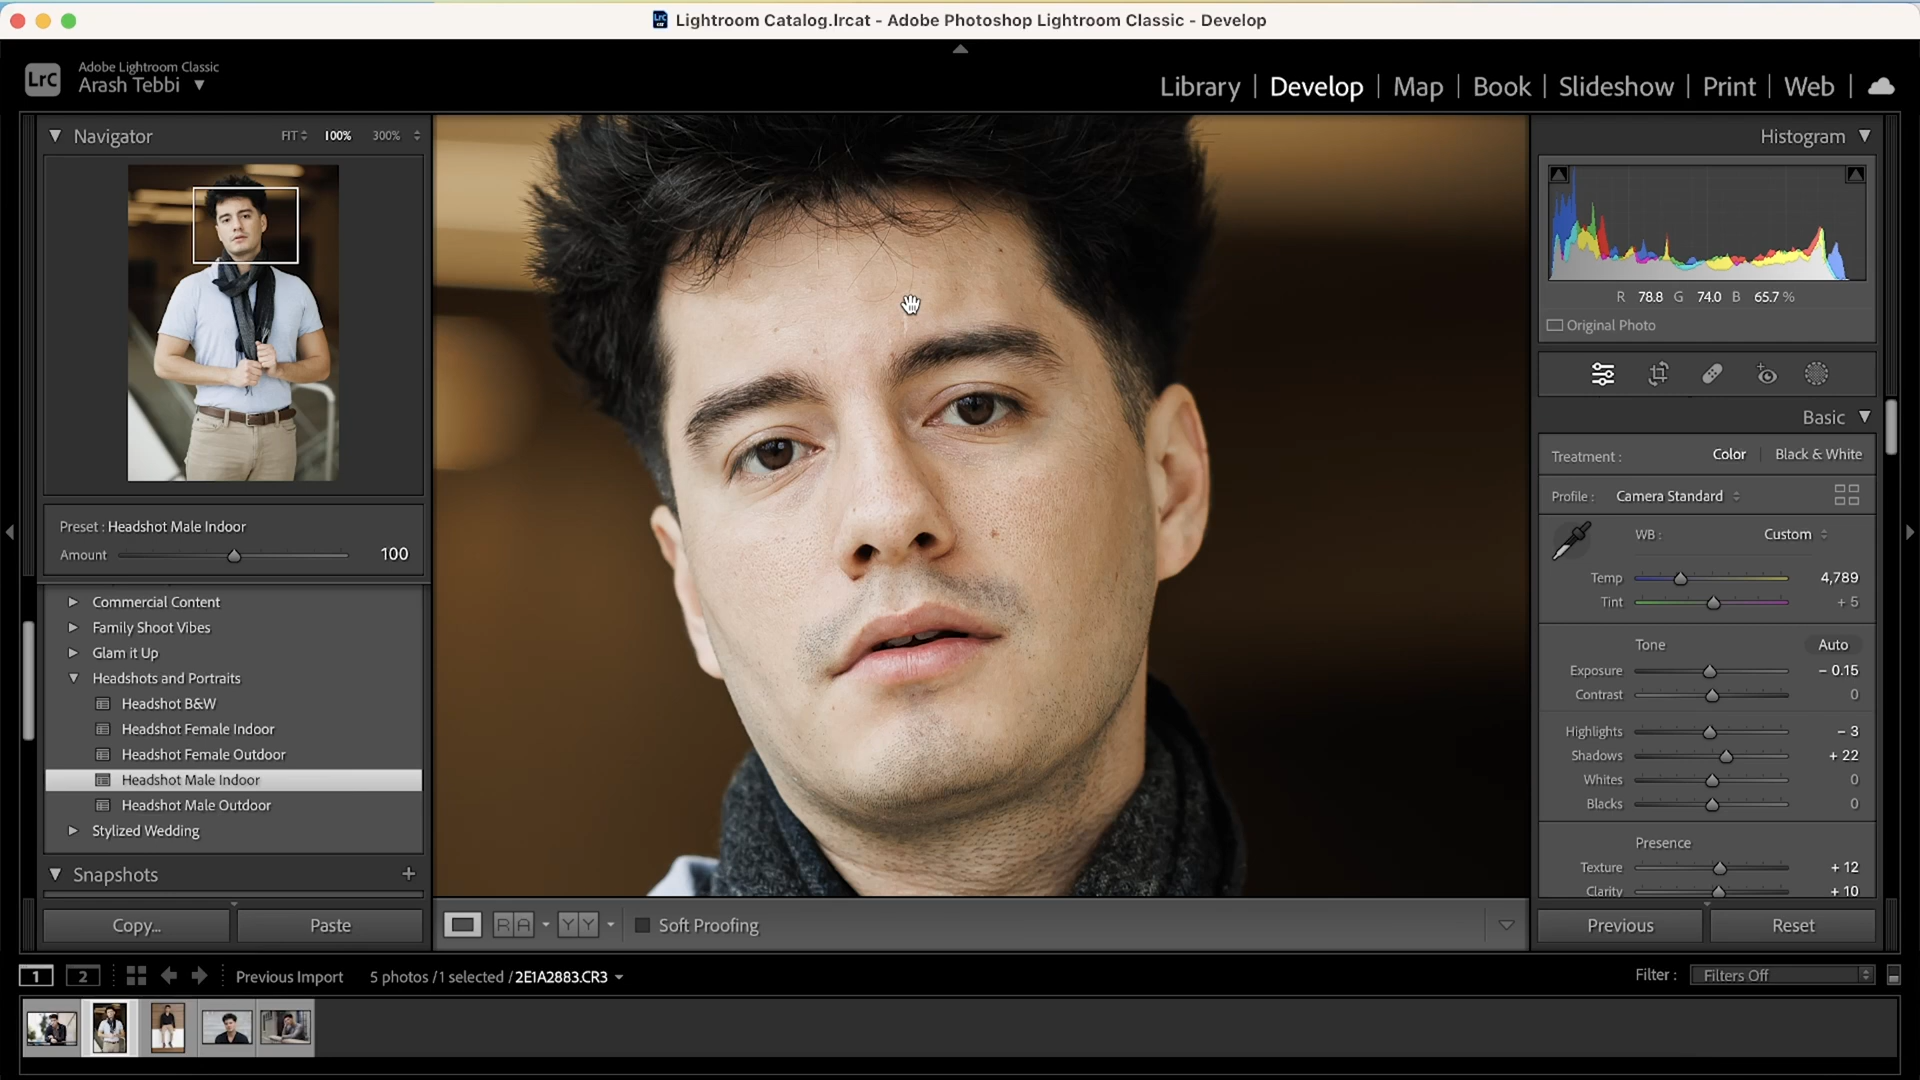 Lightroom Catalog.lrcat - Adobe Photoshop Lightroom Classic - Develop
LrC
Adobe Lightroom Classic
Arash Tebbi
Library | Develop | Map | Book | Slideshow | Print | Web
Navigator FIT 100% 300%
Preset : Headshot Male Indoor
Amount 100
Commercial Content
Family Shoot Vibes
Glam it Up
Headshots and Portraits
Headshot B&W
Headshot Female Indoor
Headshot Female Outdoor
Headshot Male Indoor
Headshot Male Outdoor
Stylized Wedding
Snapshots +
Copy... Paste
R A Y Y Soft Proofing
Histogram
R 78.8 G 74.0 B 65.7 %
Original Photo
Basic
Treatment : Color | Black & White
Profile : Camera Standard
WB : Custom
Temp 4,789
Tint + 5
Tone Auto
Exposure – 0.15
Contrast 0
Highlights – 3
Shadows + 22
Whites 0
Blacks 0
Presence
Texture + 12
Clarity + 10
Previous Reset
1 2 Previous Import 5 photos / 1 selected / 2E1A2883.CR3
Filter : Filters Off